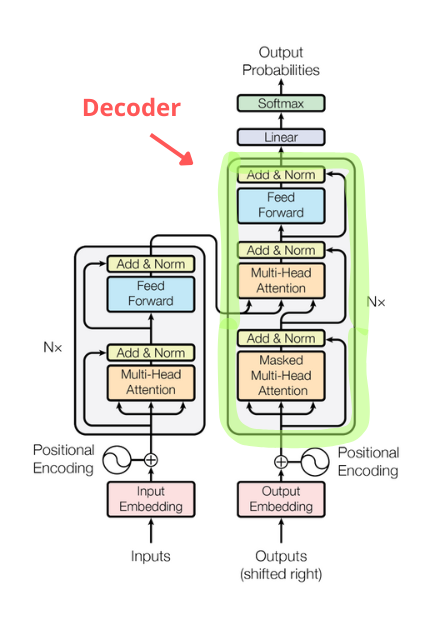 Output
Probabilities
Softmax
Linear
Decoder
Add & Norm
Feed
Forward
Add & Norm
Multi-Head
Attention
Add & Norm
Masked
Multi-Head
Attention
Nx
Add & Norm
Feed
Forward
Nx
Add & Norm
Multi-Head
Attention
Positional
Encoding
Positional
Encoding
Input
Embedding
Output
Embedding
Inputs
Outputs
(shifted right)